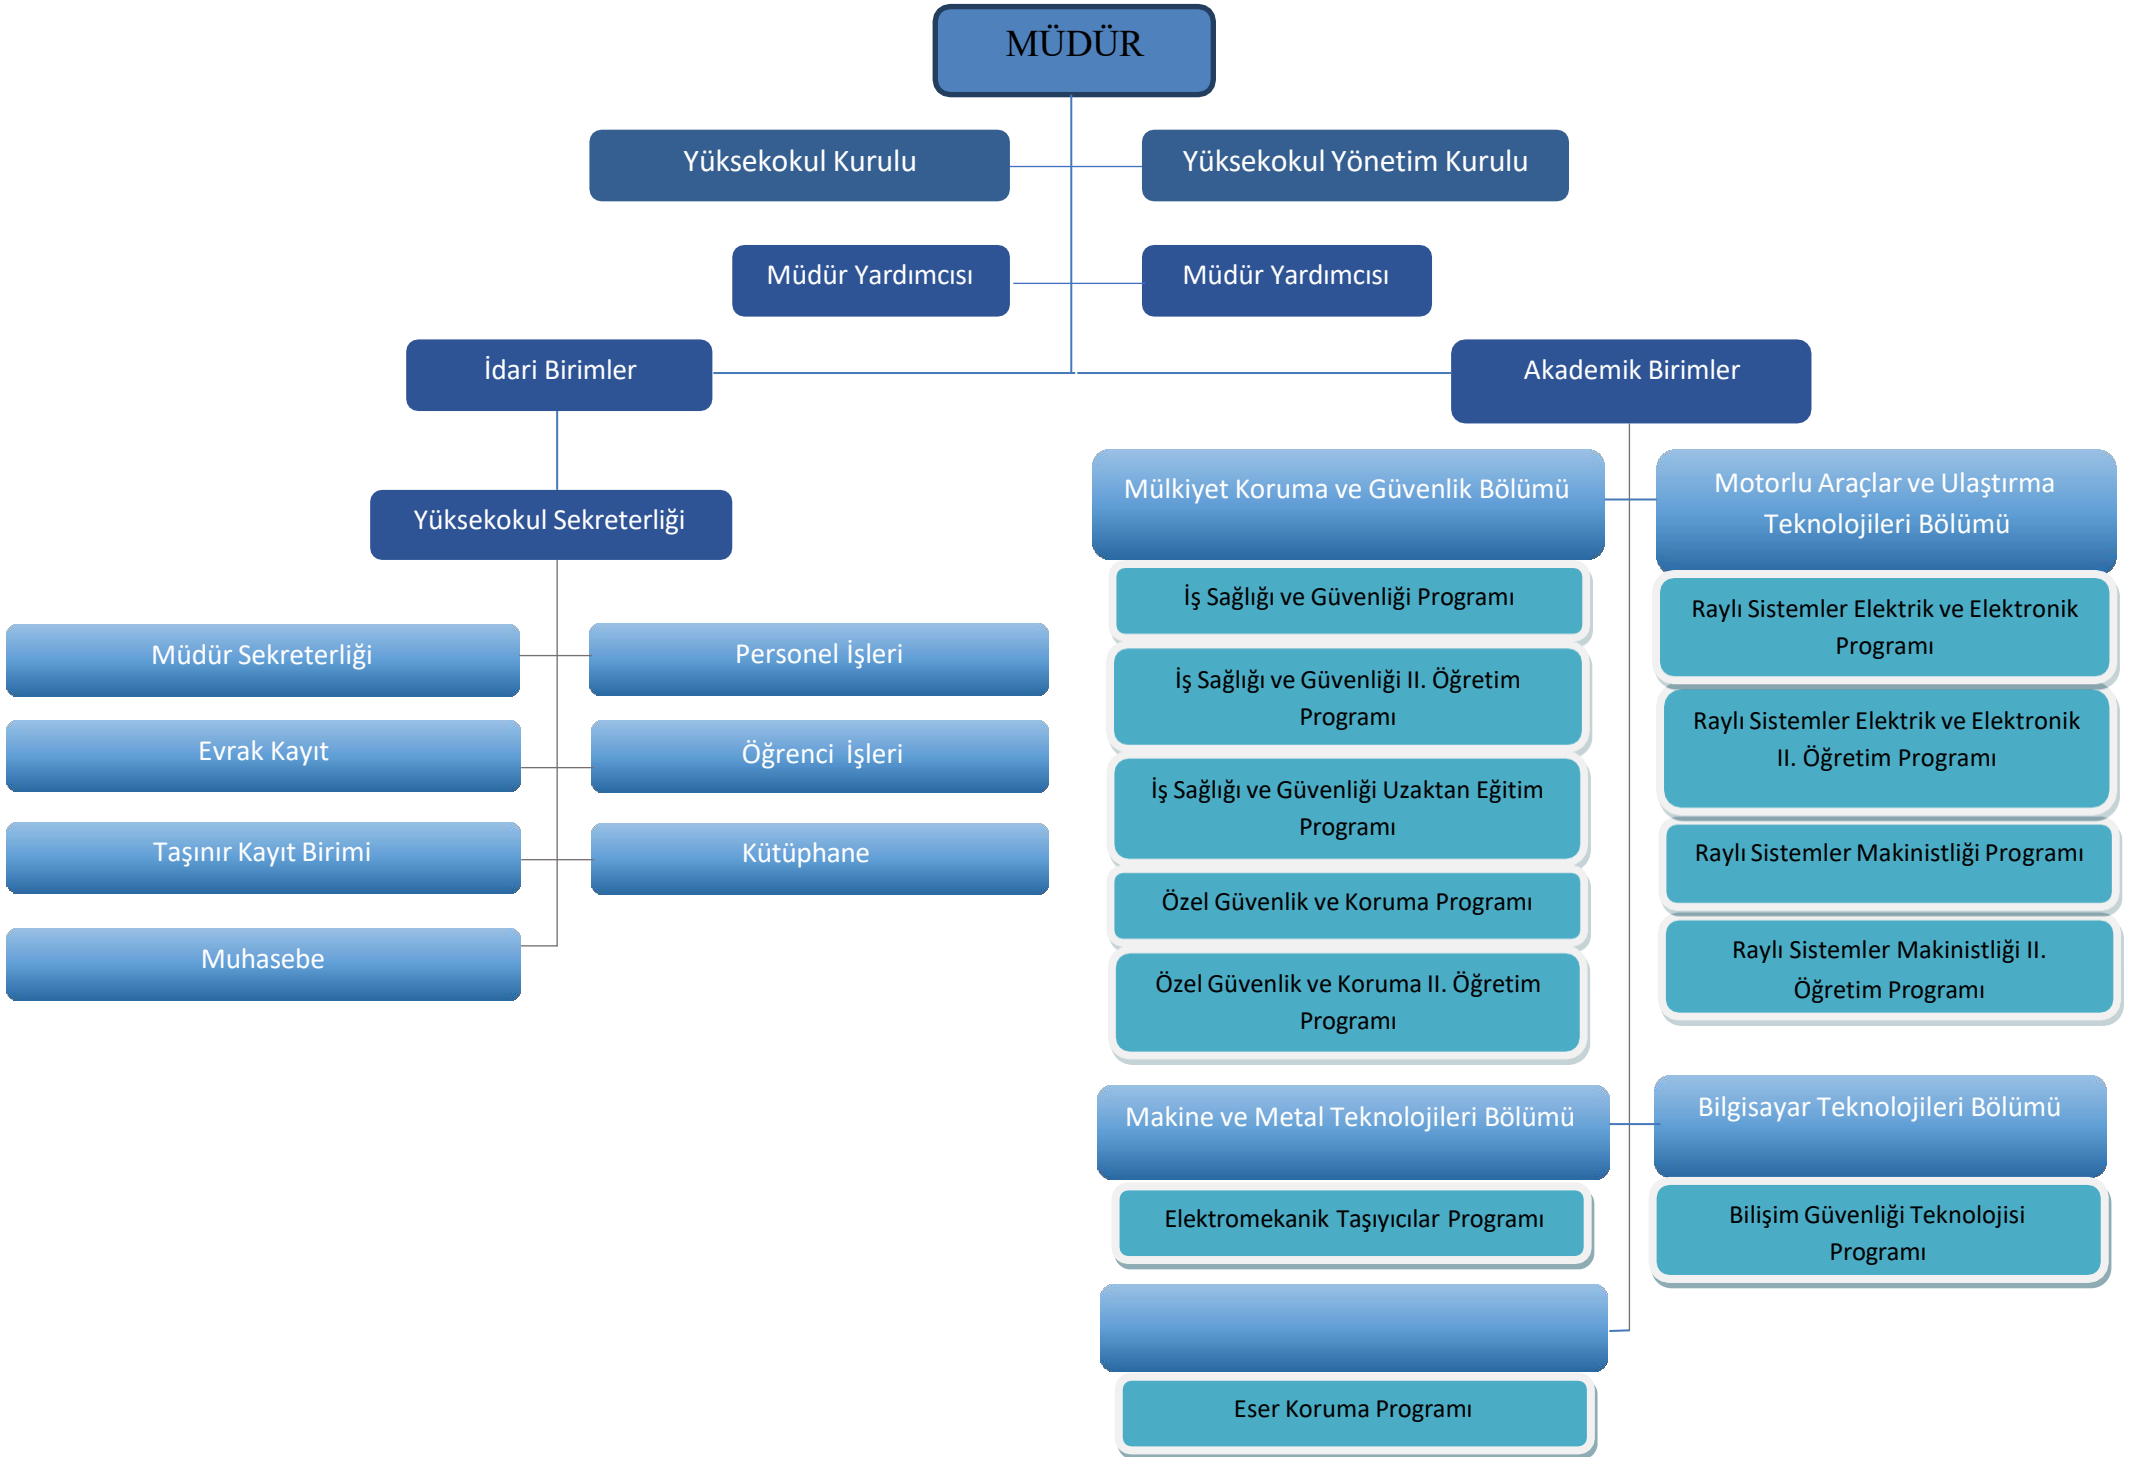 MÜDÜR
Yüksekokul Kurulu
Yüksekokul Yönetim Kurulu
Müdür Yardımcısı
Müdür Yardımcısı
İdari Birimler
Akademik Birimler
Yüksekokul Sekreterliği
Müdür Sekreterliği
Personel İşleri
Evrak Kayıt
Öğrenci İşleri
Taşınır Kayıt Birimi
Kütüphane
Muhasebe
Mülkiyet Koruma ve Güvenlik Bölümü
İş Sağlığı ve Güvenliği Programı
İş Sağlığı ve Güvenliği II. Öğretim
Programı
İş Sağlığı ve Güvenliği Uzaktan Eğitim
Programı
Özel Güvenlik ve Koruma Programı
Özel Güvenlik ve Koruma II. Öğretim
Programı
Motorlu Araçlar ve Ulaştırma
Teknolojileri Bölümü
Raylı Sistemler Elektrik ve Elektronik
Programı
Raylı Sistemler Elektrik ve Elektronik
II. Öğretim Programı
Raylı Sistemler Makinistliği Programı
Raylı Sistemler Makinistliği II.
Öğretim Programı
Makine ve Metal Teknolojileri Bölümü
Elektromekanik Taşıyıcılar Programı
Bilgisayar Teknolojileri Bölümü
Bilişim Güvenliği Teknolojisi
Programı
Eser Koruma Programı